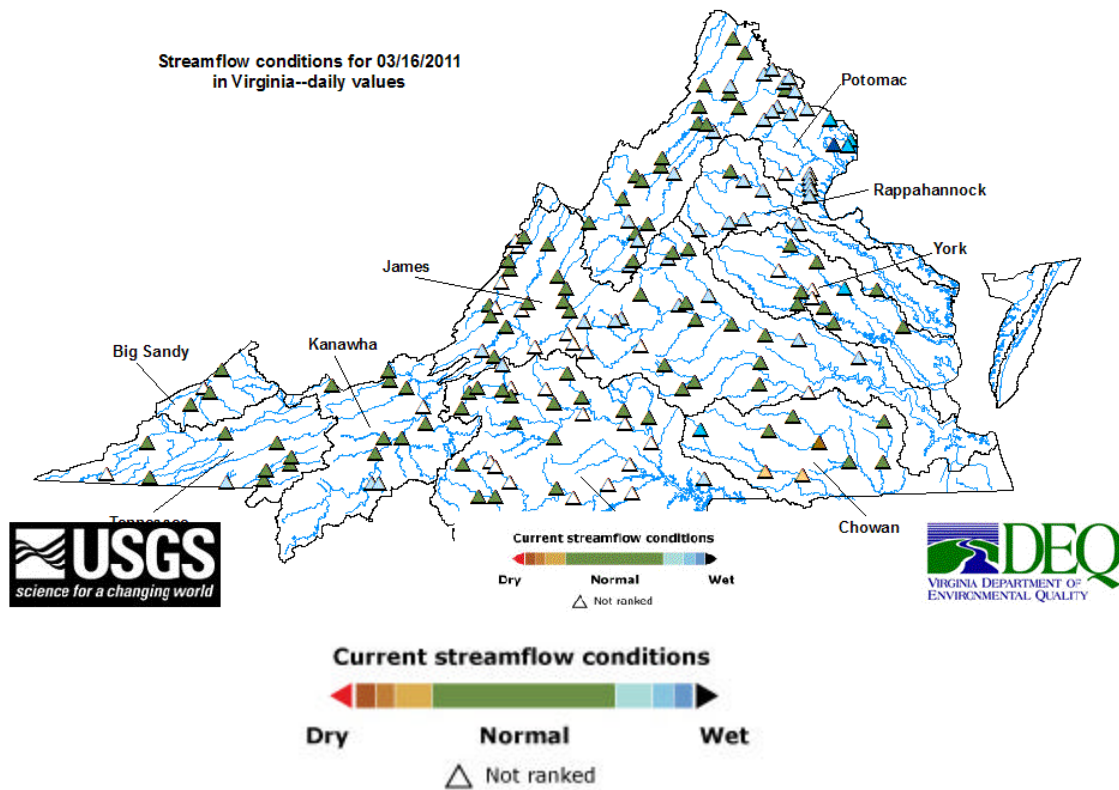 Streamflow conditions for 03/16/2011
in Virginia--daily values
Potomac
Rappahannock
York
James
Kanawha
Big Sandy
Tennessee
Chowan
USGS
science for a changing world
Current streamflow conditions
Dry Normal Wet
Not ranked
DEQ
VIRGINIA DEPARTMENT OF
ENVIRONMENTAL QUALITY
Current streamflow conditions
Dry Normal Wet
Not ranked